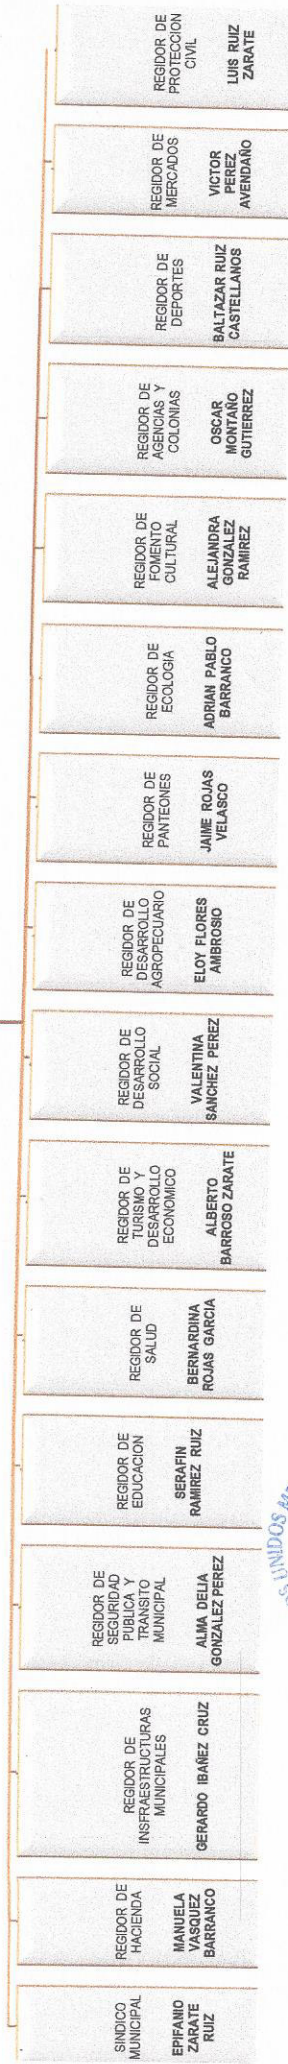 SINDICO
MUNICIPAL
EPIFANIO
ZARATE
RUIZ
REGIDOR DE
HACIENDA
MANUELA
VASQUEZ
BARRANCO
REGIDOR DE
INSFRAESTRUCTURAS
MUNICIPALES
GERARDO IBAÑEZ CRUZ
REGIDOR DE
SEGURIDAD
PUBLICA Y
TRANSITO
MUNICIPAL
ALMA DELIA
GONZALEZ PEREZ
REGIDOR DE
EDUCACION
SERAFIN
RAMIREZ RUIZ
REGIDOR DE
SALUD
BERNARDINA
ROJAS GARCIA
REGIDOR DE
TURISMO Y
DESARROLLO
ECONOMICO
ALBERTO
BARROSO ZARATE
REGIDOR DE
DESARROLLO
SOCIAL
VALENTINA
SANCHEZ PEREZ
REGIDOR DE
DESARROLLO
AGROPECUARIO
ELOY FLORES
AMBROSIO
REGIDOR DE
PANTEONES
JAIME ROJAS
VELASCO
REGIDOR DE
ECOLOGIA
ADRIAN PABLO
BARRANCO
REGIDOR DE
FOMENTO
CULTURAL
ALEJANDRA
GONZALEZ
RAMIREZ
REGIDOR DE
AGENCIAS Y
COLONIAS
OSCAR
MONTAÑO
GUTIERREZ
REGIDOR DE
DEPORTES
BALTAZAR RUIZ
CASTELLANOS
REGIDOR DE
MERCADOS
VICTOR
PEREZ
AVENDAÑO
REGIDOR DE
PROTECCION
CIVIL
LUIS RUIZ
ZARATE
UNIDOS